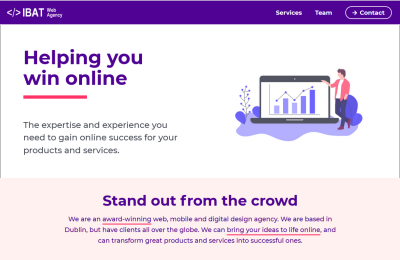 </> IBAT Web Agency
Services Team → Contact
Helping you
win online
The expertise and experience you
need to gain online success for your
products and services.
Stand out from the crowd
We are an award-winning web, mobile and digital design agency. We are based in
Dublin, but have clients all over the globe. We can bring your ideas to life online, and
can transform great products and services into successful ones.